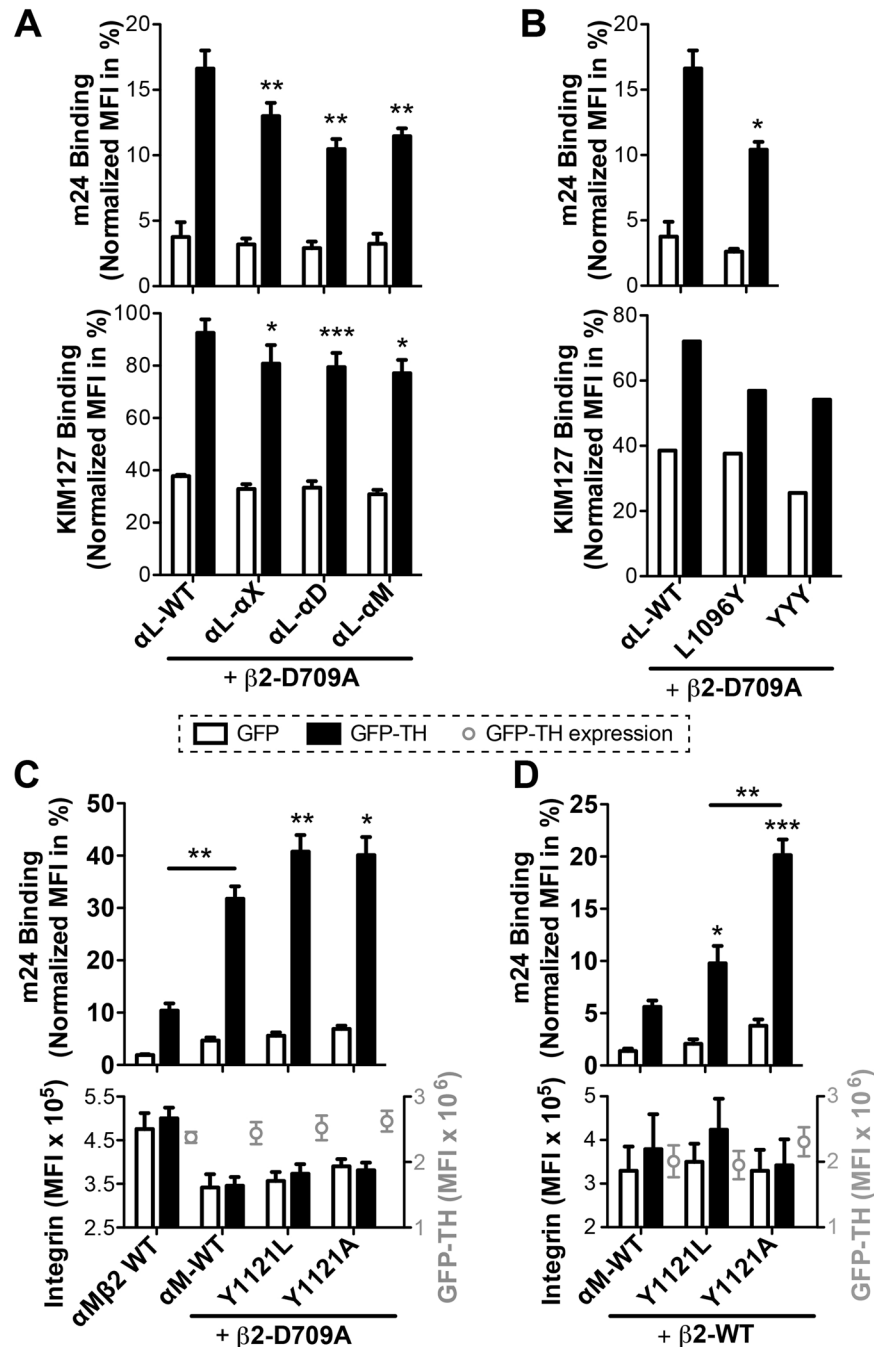 A
m24 Binding
(Normalized MFI in %)
20
15
10
5
0
**
**
**
KIM127 Binding
(Normalized MFI in %)
100
80
60
40
20
0
*
***
*
αL-WT
αL-αX
αL-αD
αL-αM
+ β2-D709A
B
m24 Binding
(Normalized MFI in %)
20
15
10
5
0
*
KIM127 Binding
(Normalized MFI in %)
80
60
40
20
0
αL-WT
L1096Y
YYY
+ β2-D709A
GFP GFP-TH GFP-TH expression
C
m24 Binding
(Normalized MFI in %)
50
40
30
20
10
0
**
**
*
Integrin (MFI x 10⁵)
5.5
4.5
3.5
2.5
3
2
1
GFP-TH (MFI x 10⁶)
αMβ2 WT
αM-WT
Y1121L
Y1121A
+ β2-D709A
D
m24 Binding
(Normalized MFI in %)
25
20
15
10
5
0
**
***
*
Integrin (MFI x 10⁵)
5
4
3
2
3
2
1
GFP-TH (MFI x 10⁶)
αM-WT
Y1121L
Y1121A
+ β2-WT